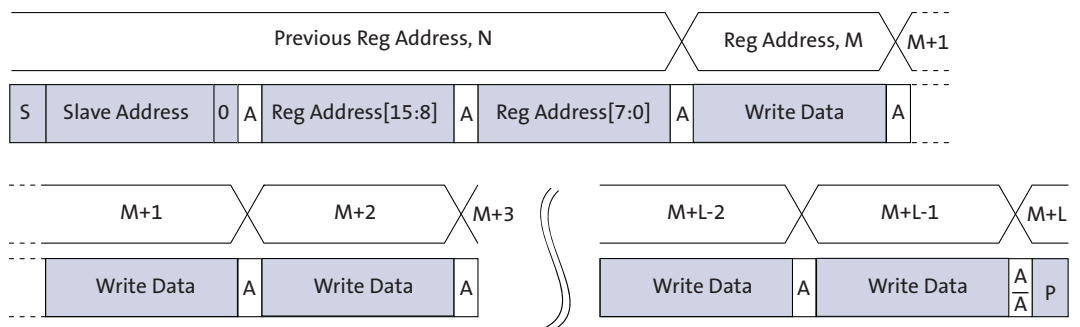 Previous Reg Address, N Reg Address, M M+1
S Slave Address 0 A Reg Address[15:8] A Reg Address[7:0] A Write Data A
M+1 M+2 M+3 M+L-2 M+L-1 M+L
Write Data A Write Data A Write Data A Write Data A P
A